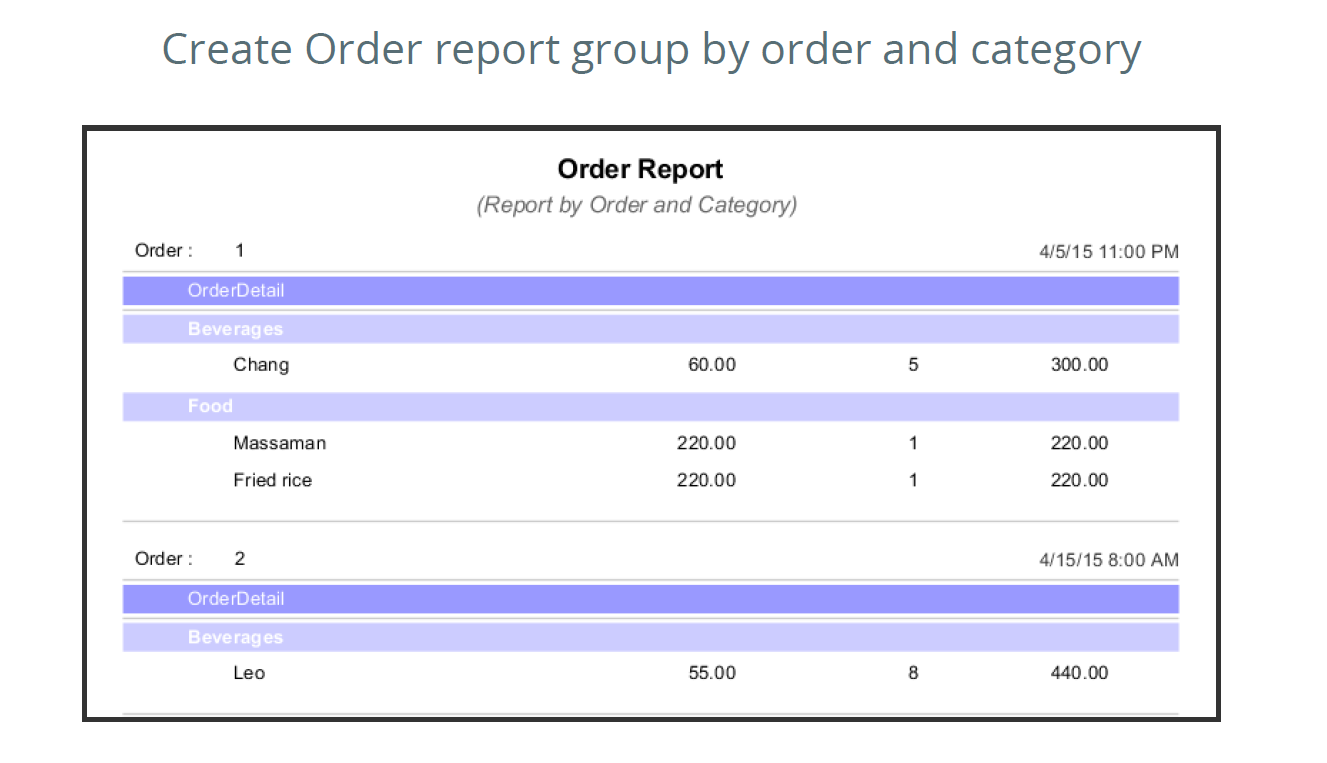 Create Order report group by order and category
Order Report
(Report by Order and Category)
Order : 1 4/5/15 11:00 PM
OrderDetail
Beverages
Chang 60.00 5 300.00
Food
Massaman 220.00 1 220.00
Fried rice 220.00 1 220.00
Order : 2 4/15/15 8:00 AM
OrderDetail
Beverages
Leo 55.00 8 440.00